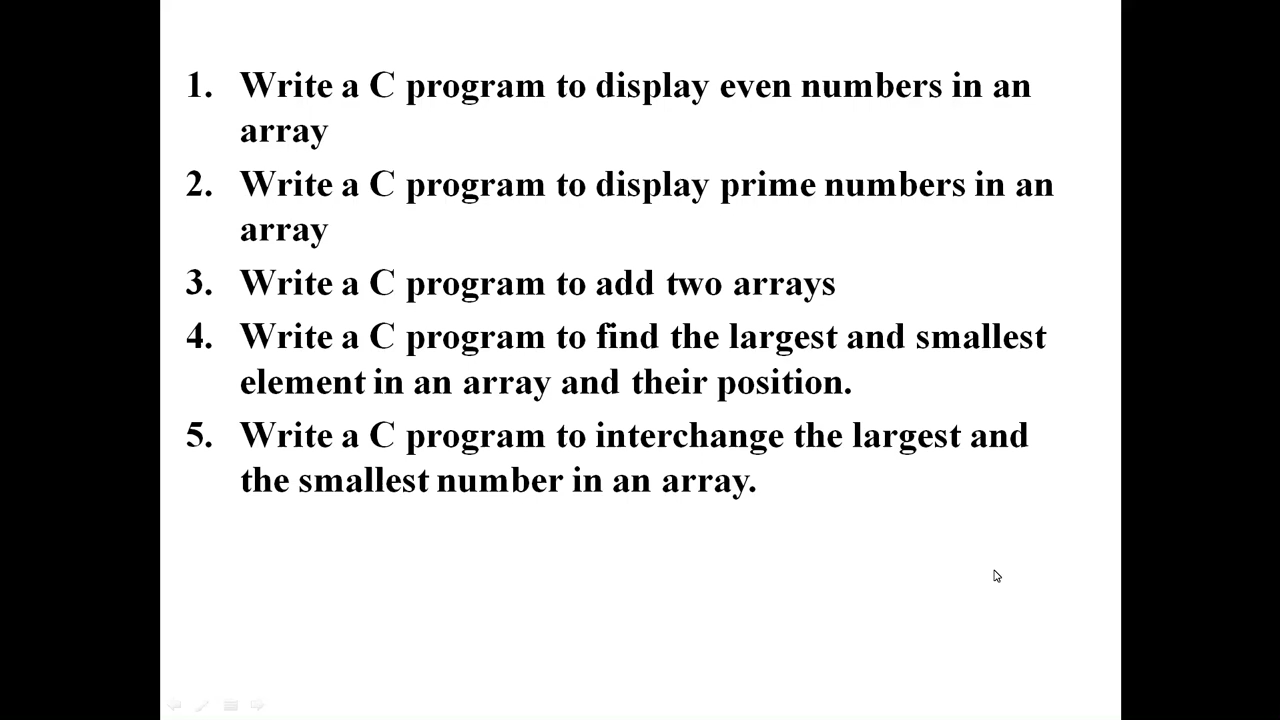 1. Write a C program to display even numbers in an
array
2. Write a C program to display prime numbers in an
array
3. Write a C program to add two arrays
4. Write a C program to find the largest and smallest
element in an array and their position.
5. Write a C program to interchange the largest and
the smallest number in an array.